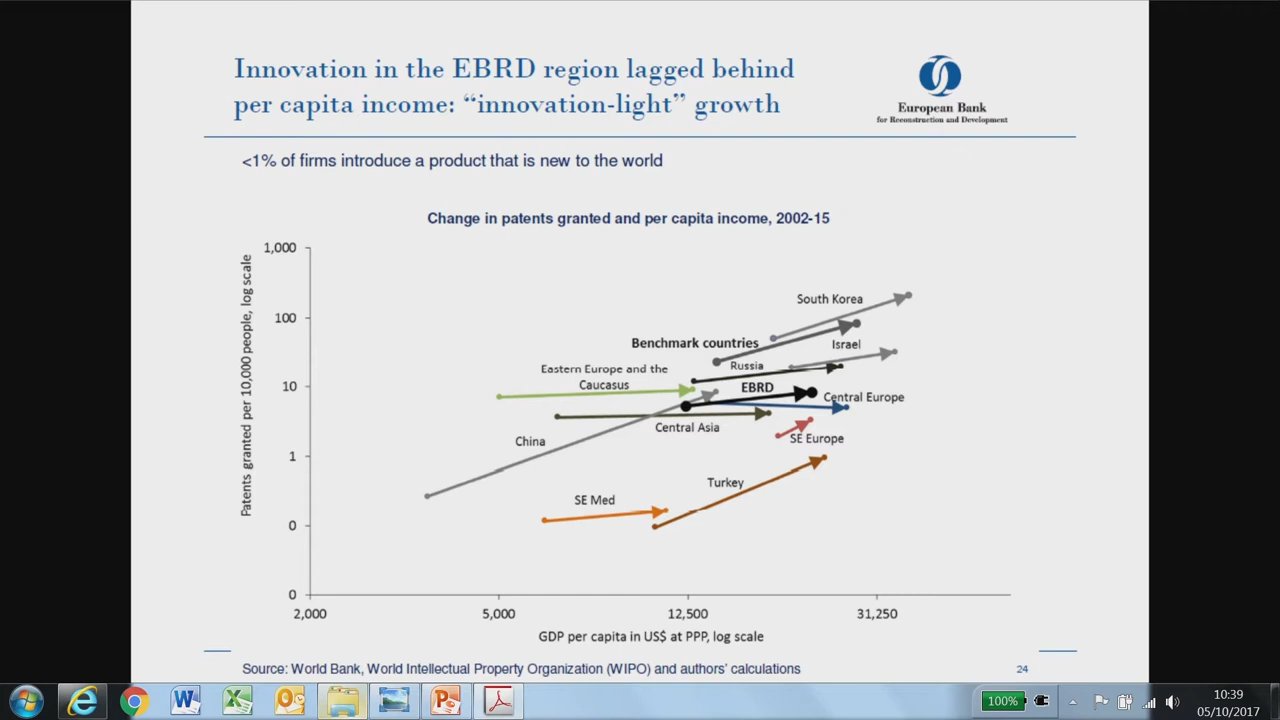 Innovation in the EBRD region lagged behind
per capita income: “innovation-light” growth
European Bank
for Reconstruction and Development
<1% of firms introduce a product that is new to the world
Change in patents granted and per capita income, 2002-15
Patents granted per 10,000 people, log scale
1,000
100
10
1
0
0
South Korea
Benchmark countries
Israel
Russia
Eastern Europe and the
Caucasus
EBRD
Central Europe
Central Asia
China
SE Europe
Turkey
SE Med
2,000
5,000
12,500
31,250
GDP per capita in US$ at PPP, log scale
Source: World Bank, World Intellectual Property Organization (WIPO) and authors’ calculations
24
100%
10:39
05/10/2017